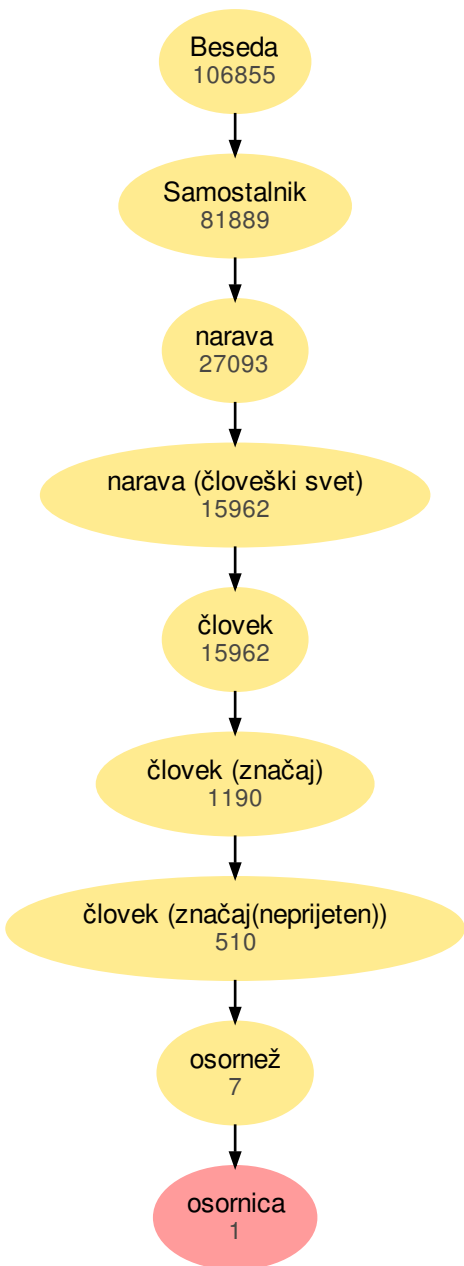 Beseda
106855
Samostalnik
81889
narava
27093
narava (človeški svet)
15962
človek
15962
človek (značaj)
1190
človek (značaj(neprijeten))
510
osornež
7
osornica
1